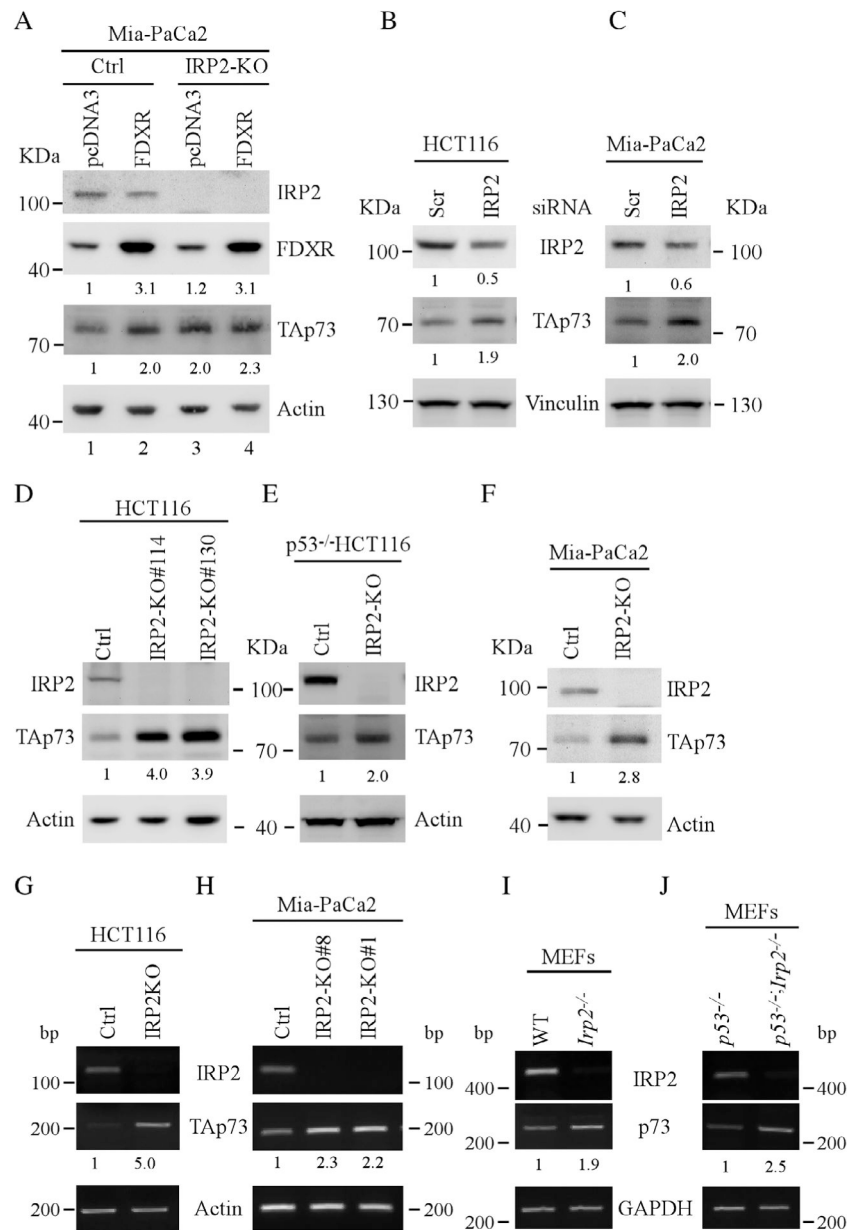 A
Mia-PaCa2
Ctrl IRP2-KO
pcDNA3 FDXR pcDNA3 FDXR
KDa
100 IRP2
40 FDXR
1 3.1 1.2 3.1
70 TAp73
1 2.0 2.0 2.3
40 Actin
1 2 3 4
B C
HCT116 Mia-PaCa2
KDa Scr IRP2 siRNA Scr IRP2 KDa
100 IRP2 100
1 0.5 1 0.6
70 TAp73 70
1 1.9 1 2.0
130 Vinculin 130
D E F
HCT116 p53-/-HCT116 Mia-PaCa2
Ctrl IRP2-KO#114 IRP2-KO#130 KDa Ctrl IRP2-KO KDa Ctrl IRP2-KO
IRP2 100 IRP2 100 IRP2
TAp73 70 TAp73 70 TAp73
1 4.0 3.9 1 2.0 1 2.8
Actin 40 Actin 40 Actin
G H I J
HCT116 Mia-PaCa2 MEFs MEFs
bp Ctrl IRP2KO Ctrl IRP2-KO#8 IRP2-KO#1 bp bp WT Irp2-/- p53-/- p53-/-;Irp2-/- bp
100 IRP2 100 400 IRP2 400
200 TAp73 200 200 p73 200
1 5.0 1 2.3 2.2 1 1.9 1 2.5
200 Actin 200 200 GAPDH 200